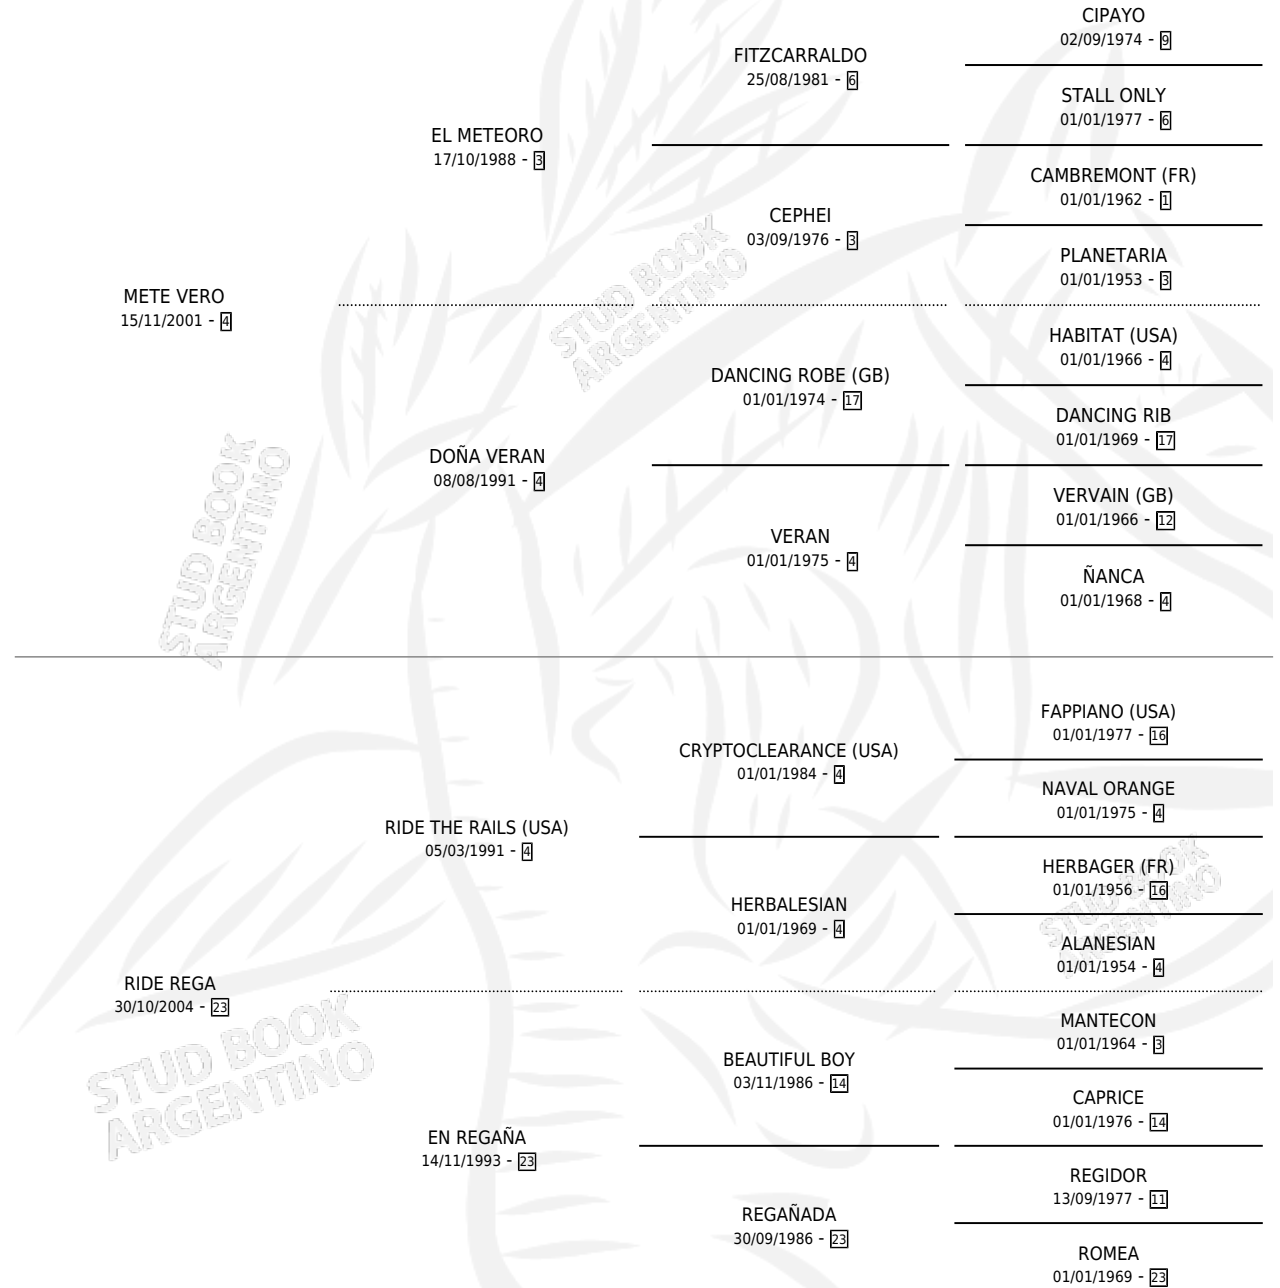 CIPAYO
02/09/1974 - 9
FITZCARRALDO
25/08/1981 - 6
STALL ONLY
01/01/1977 - 6
EL METEORO
17/10/1988 - 3
CAMBREMONT (FR)
01/01/1962 - 1
CEPHEI
03/09/1976 - 3
PLANETARIA
01/01/1953 - 3
METE VERO
15/11/2001 - 4
HABITAT (USA)
01/01/1966 - 4
DANCING ROBE (GB)
01/01/1974 - 17
DANCING RIB
01/01/1969 - 17
DOÑA VERAN
08/08/1991 - 4
VERVAIN (GB)
01/01/1966 - 12
VERAN
01/01/1975 - 4
ÑANCA
01/01/1968 - 4
FAPPIANO (USA)
01/01/1977 - 16
CRYPTOCLEARANCE (USA)
01/01/1984 - 4
NAVAL ORANGE
01/01/1975 - 4
RIDE THE RAILS (USA)
05/03/1991 - 4
HERBAGER (FR)
01/01/1956 - 16
HERBALESIAN
01/01/1969 - 4
ALANESIAN
01/01/1954 - 4
RIDE REGA
30/10/2004 - 23
MANTECON
01/01/1964 - 3
BEAUTIFUL BOY
03/11/1986 - 14
CAPRICE
01/01/1976 - 14
EN REGAÑA
14/11/1993 - 23
REGIDOR
13/09/1977 - 11
REGAÑADA
30/09/1986 - 23
ROMEA
01/01/1969 - 23
STUD BOOK
ARGENTINO
STUD BOOK
ARGENTINO
STUD BOOK
ARGENTINO
STUD BOOK
ARGENTINO